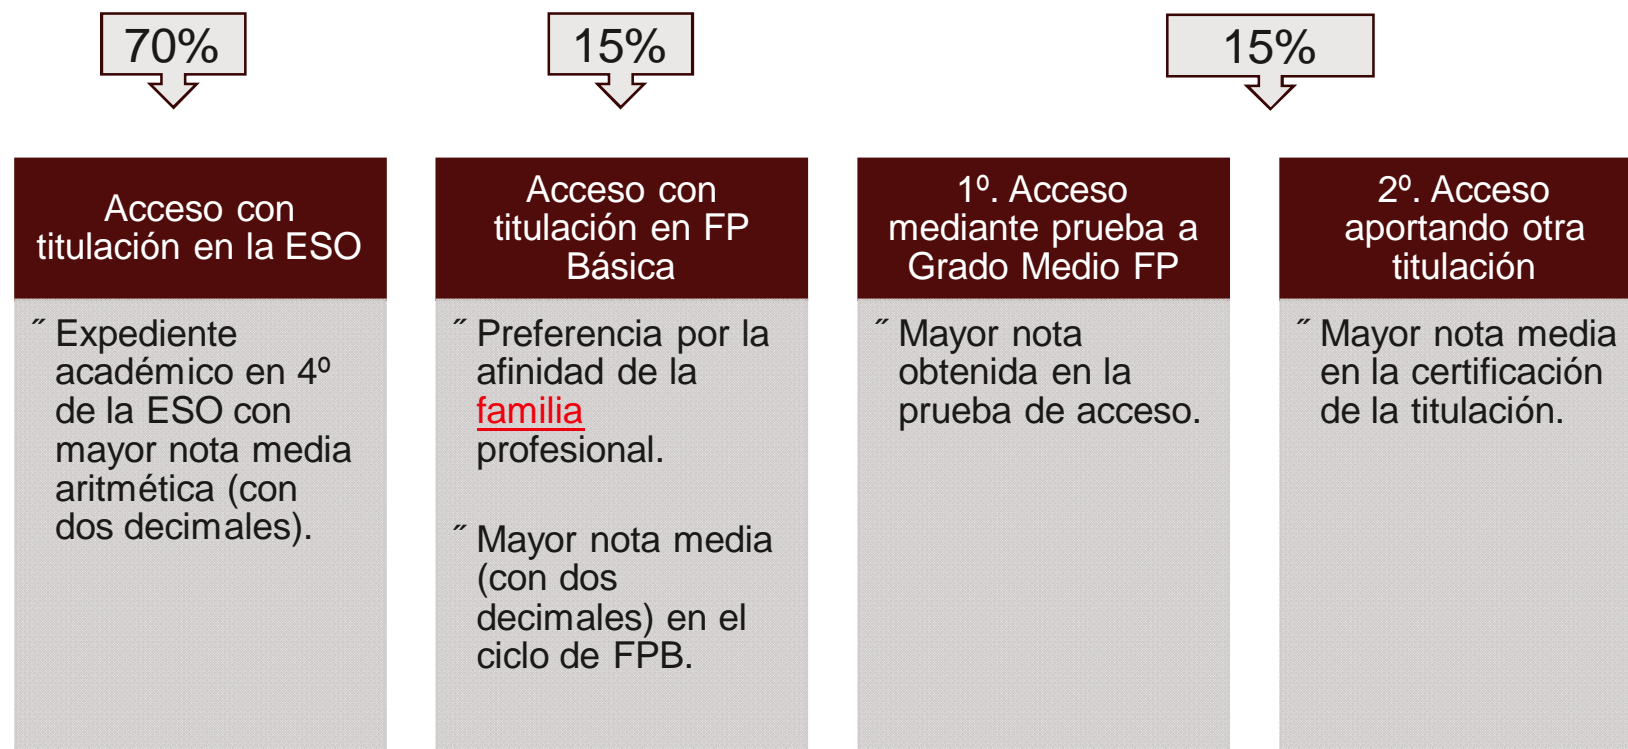 70%
15%
15%
Acceso con
titulación en la ESO
˝ Expediente
académico en 4º
de la ESO con
mayor nota media
aritmética (con
dos decimales).
Acceso con
titulación en FP
Básica
˝ Preferencia por la
afinidad de la
familia
profesional.
˝ Mayor nota media
(con dos
decimales) en el
ciclo de FPB.
1º. Acceso
mediante prueba a
Grado Medio FP
˝ Mayor nota
obtenida en la
prueba de acceso.
2º. Acceso
aportando otra
titulación
˝ Mayor nota media
en la certificación
de la titulación.